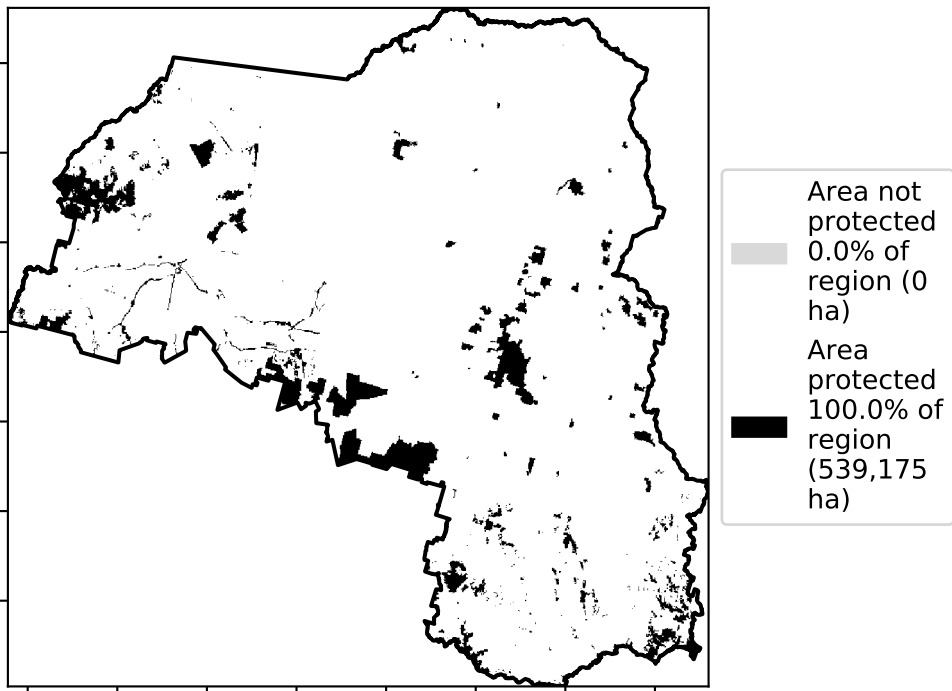 Area not
protected
0.0% of
region (0
ha)
Area
protected
100.0% of
region
(539,175
ha)